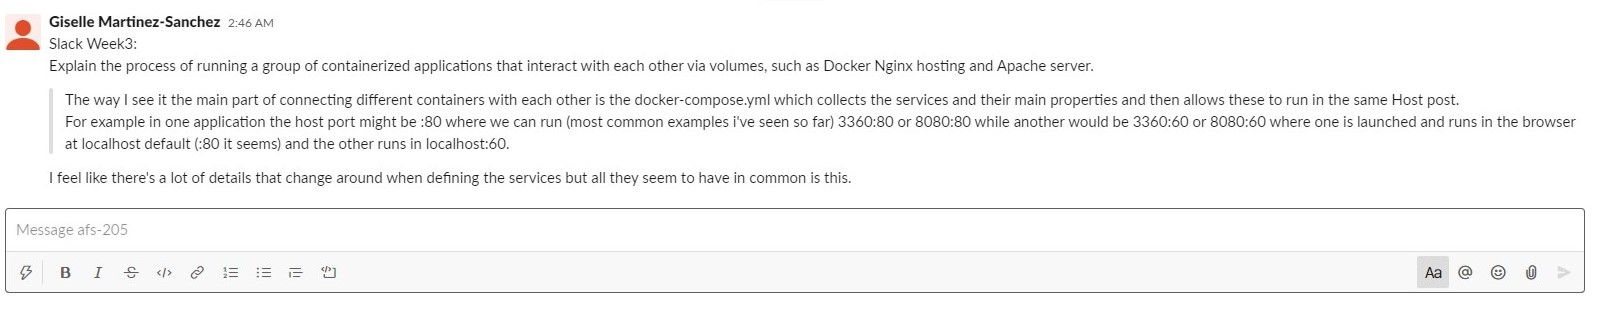 Giselle Martinez-Sanchez 2:46 AM
Slack Week3:
Explain the process of running a group of containerized applications that interact with each other via volumes, such as Docker Nginx hosting and Apache server.
The way I see it the main part of connecting different containers with each other is the docker-compose.yml which collects the services and their main properties and then allows these to run in the same Host post.
For example in one application the host port might be :80 where we can run (most common examples i've seen so far) 3360:80 or 8080:80 while another would be 3360:60 or 8080:60 where one is launched and runs in the browser
at localhost default (:80 it seems) and the other runs in localhost:60.
I feel like there's a lot of details that change around when defining the services but all they seem to have in common is this.
Message afs-205
B I S </> Aa @